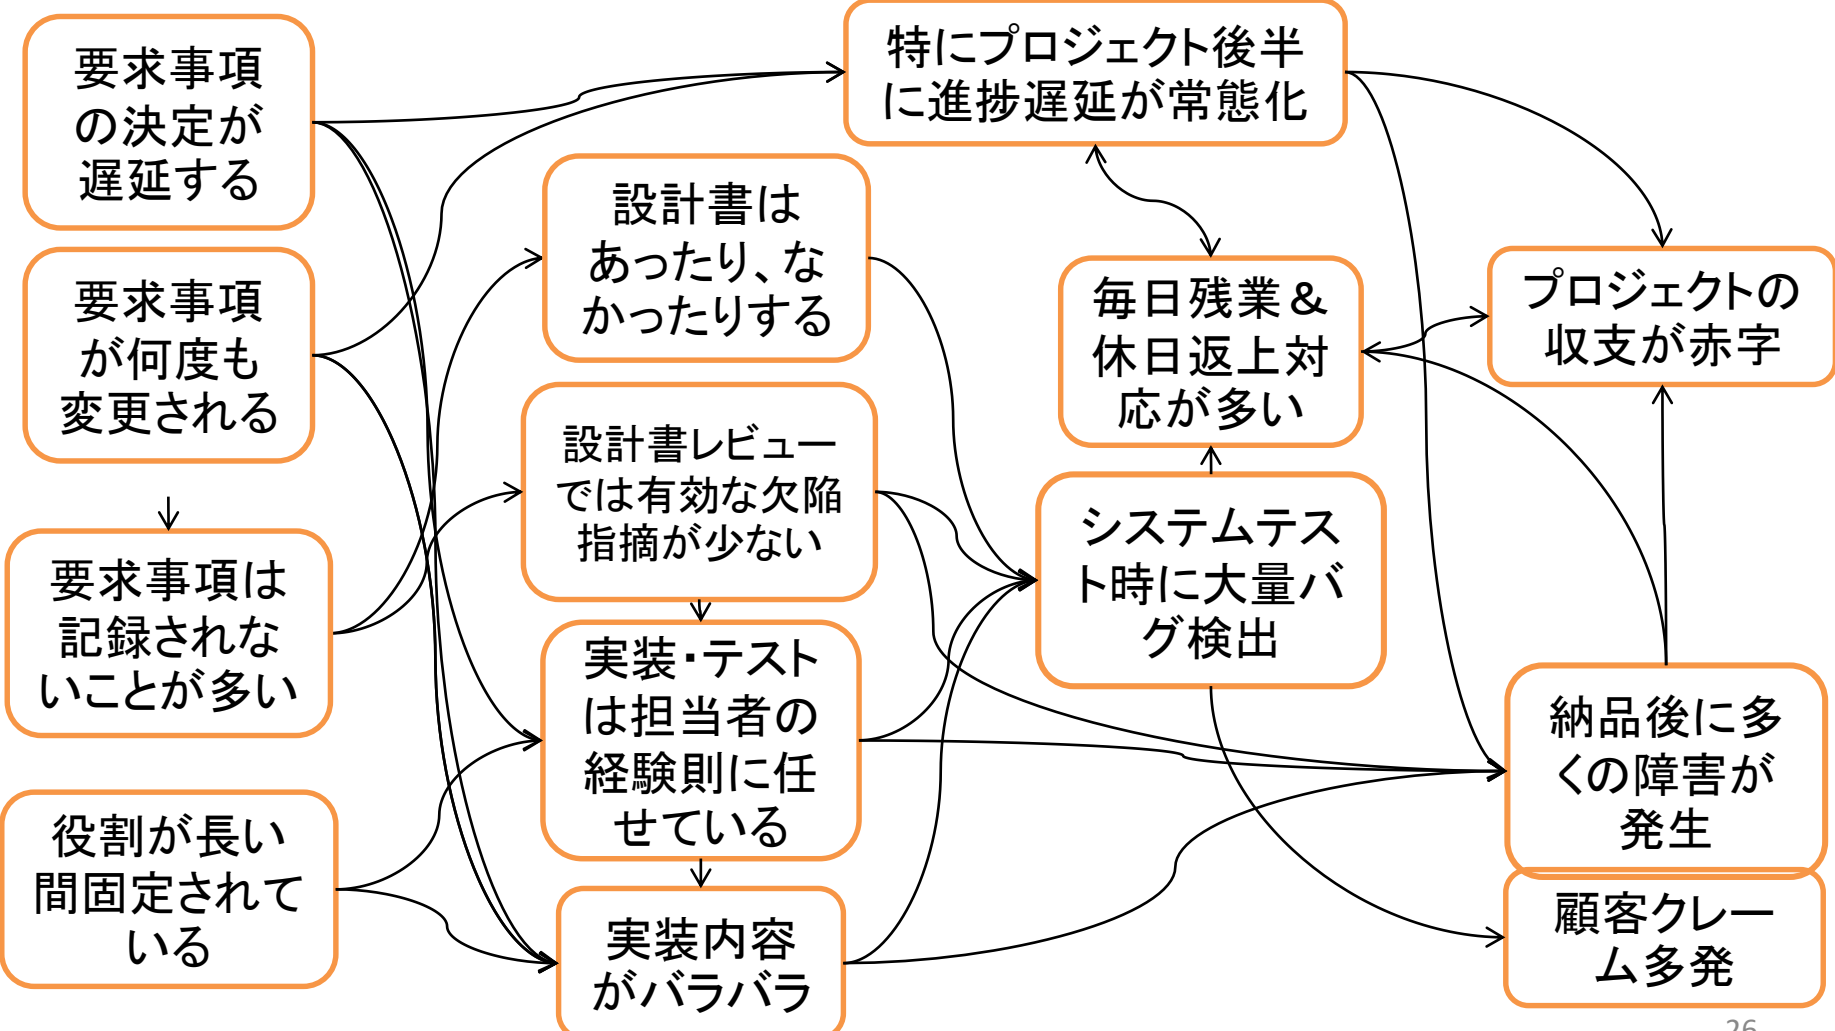 要求事項
の決定が
遅延する
要求事項
が何度も
変更される
要求事項は
記録されな
いことが多い
役割が長い
間固定されて
いる
設計書は
あったり、な
かったりする
設計書レビュー
では有効な欠陥
指摘が少ない
実装・テスト
は担当者の
経験則に任
せている
実装内容
がバラバラ
特にプロジェクト後半
に進捗遅延が常態化
毎日残業&
休日返上対
応が多い
システムテス
ト時に大量バ
グ検出
プロジェクトの
収支が赤字
納品後に多
くの障害が
発生
顧客クレー
ム多発
26